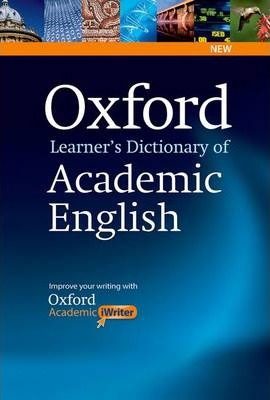 NEW
Oxford
Learner's Dictionary of
Academic
English
Improve your writing with
Oxford
Academic iWriter